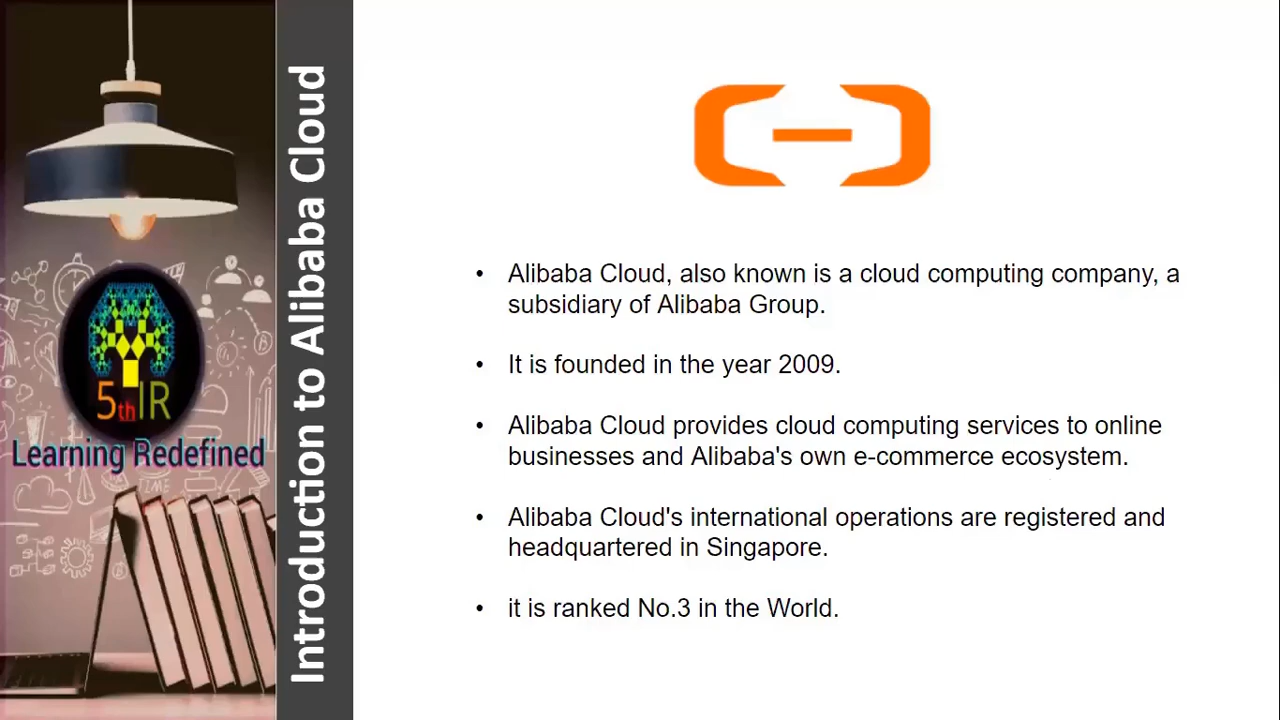 Introduction to Alibaba Cloud
5thIR
Learning Redefined
TIME
• Alibaba Cloud, also known is a cloud computing company, a
subsidiary of Alibaba Group.
• It is founded in the year 2009.
• Alibaba Cloud provides cloud computing services to online
businesses and Alibaba's own e-commerce ecosystem.
• Alibaba Cloud's international operations are registered and
headquartered in Singapore.
• it is ranked No.3 in the World.